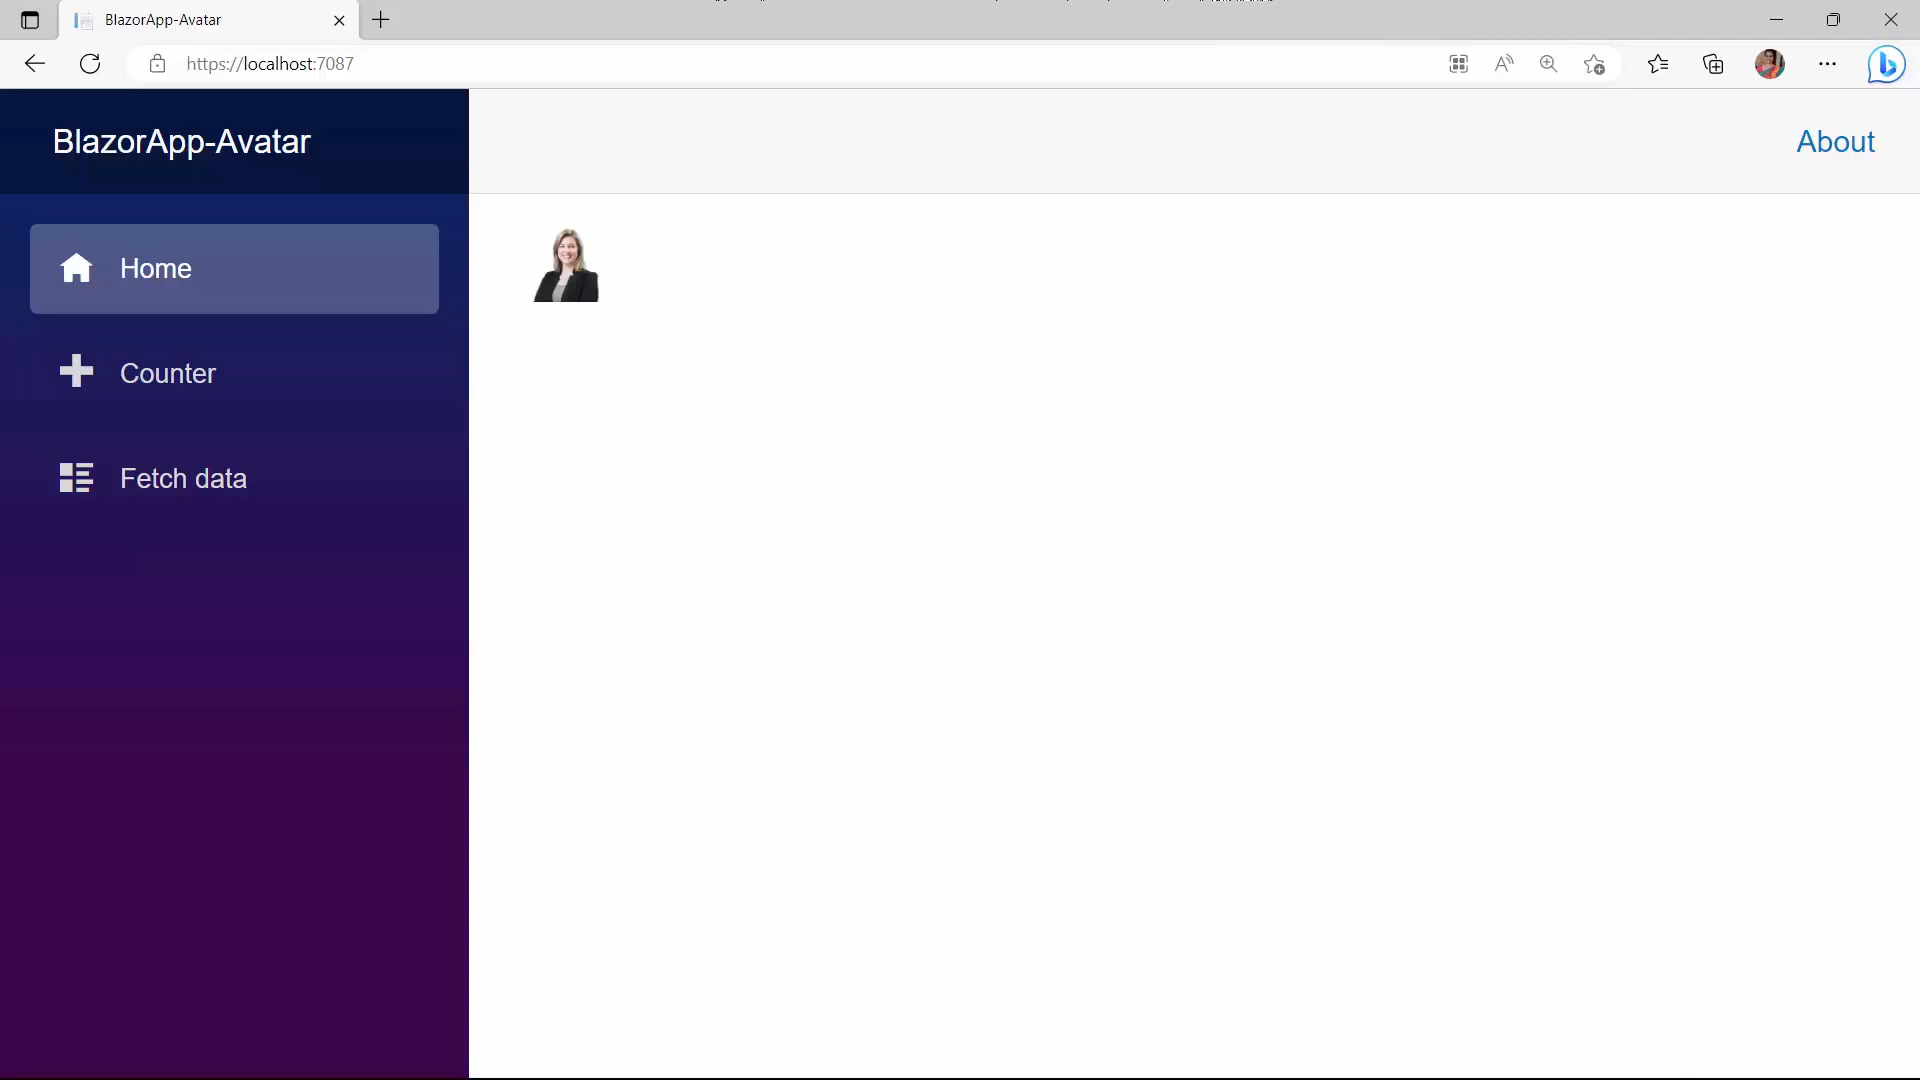 BlazorApp-Avatar
https://localhost:7087
BlazorApp-Avatar
About
Home
Counter
Fetch data